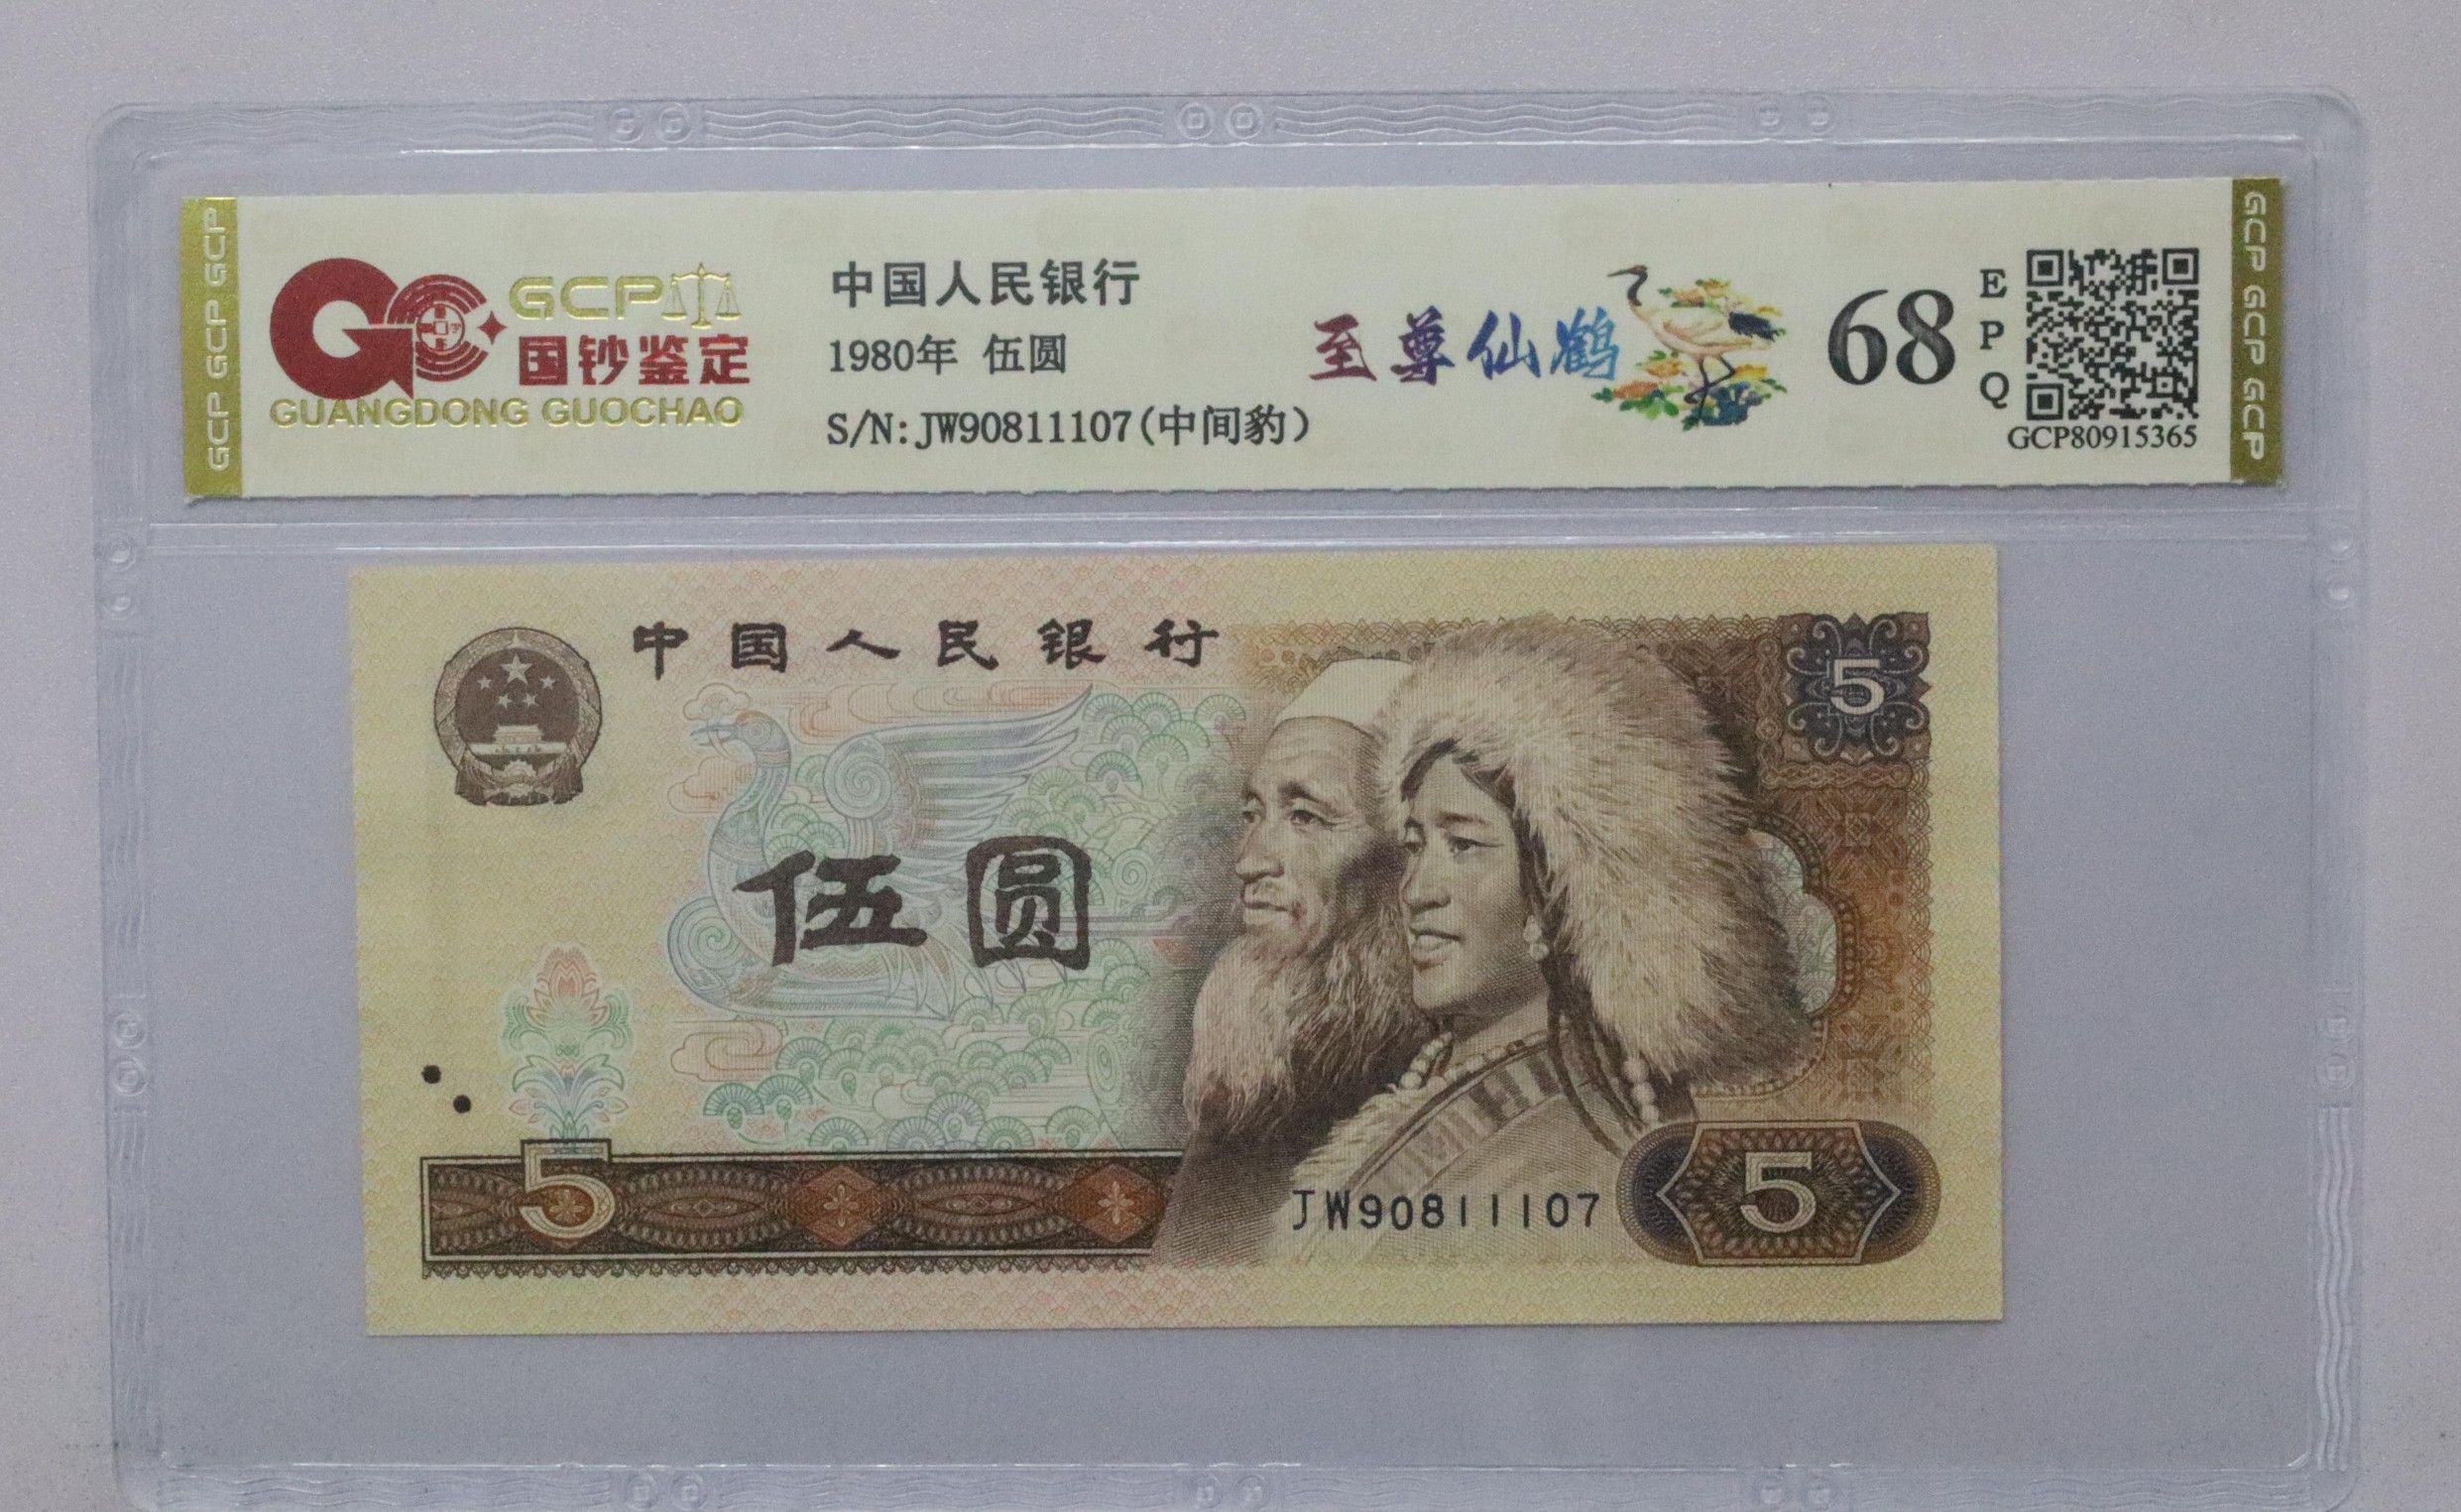 GCP GCP GCP
GCP
国钞鉴定
GUANGDONG GUOCHAO
中国人民银行
1980年 伍圆
S/N:JW90811107(中间豹)
至尊仙鹤
68
E
P
Q
GCP80915365
GCP GCP GCP
中国人民银行
5
伍圆
5
JW90811107
5